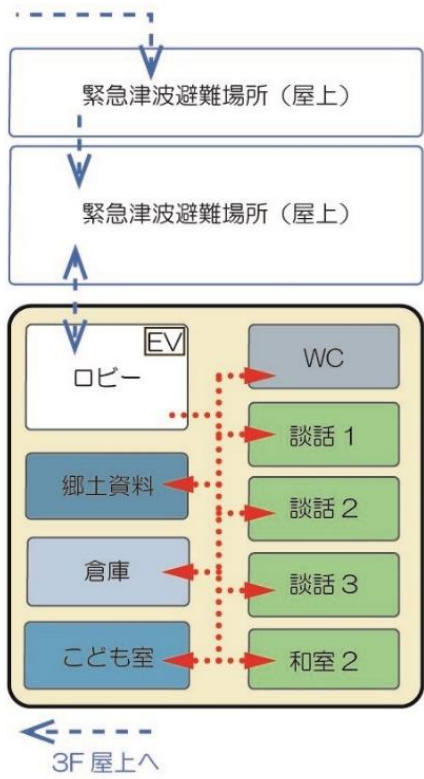 緊急津波避難場所（屋上）
緊急津波避難場所（屋上）
EV
ロビー
WC
談話1
郷土資料
談話2
倉庫
談話3
こども室
和室2
3F 屋上へ